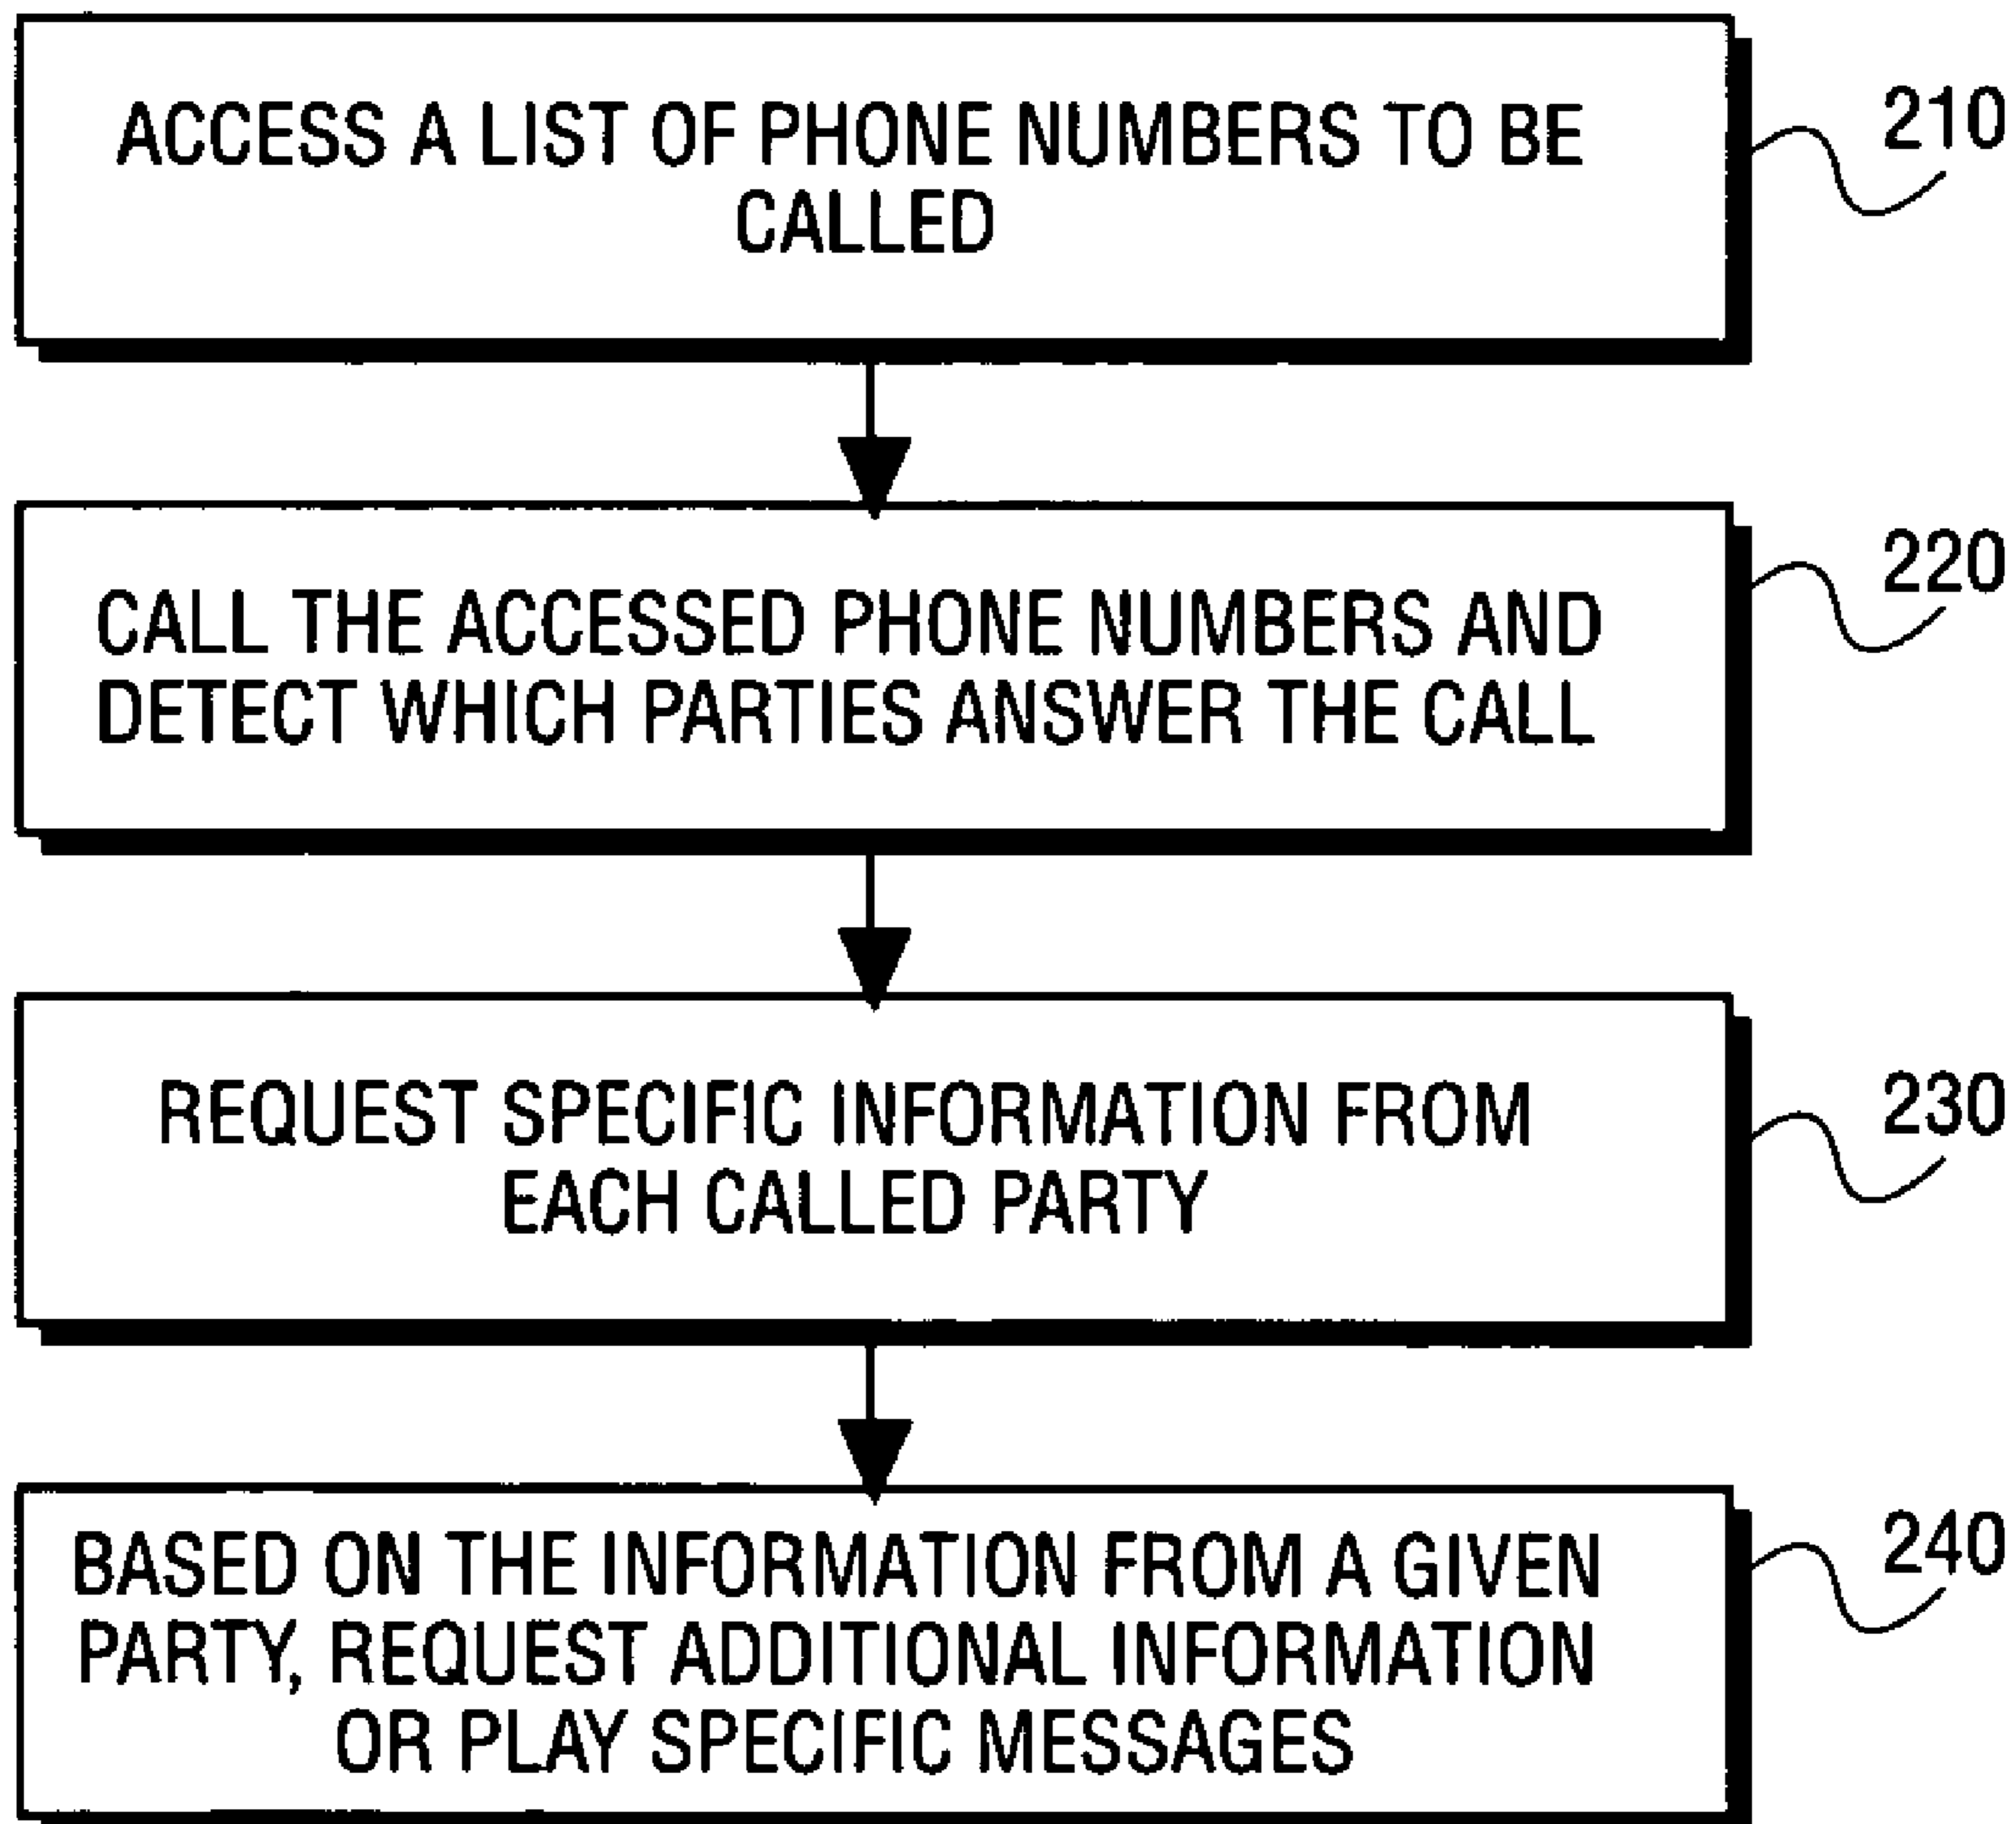 ACCESS A LIST OF PHONE NUMBERS TO BE
CALLED
210
CALL THE ACCESSED PHONE NUMBERS AND
DETECT WHICH PARTIES ANSWER THE CALL
220
REQUEST SPECIFIC INFORMATION FROM
EACH CALLED PARTY
230
BASED ON THE INFORMATION FROM A GIVEN
PARTY, REQUEST ADDITIONAL INFORMATION
OR PLAY SPECIFIC MESSAGES
240